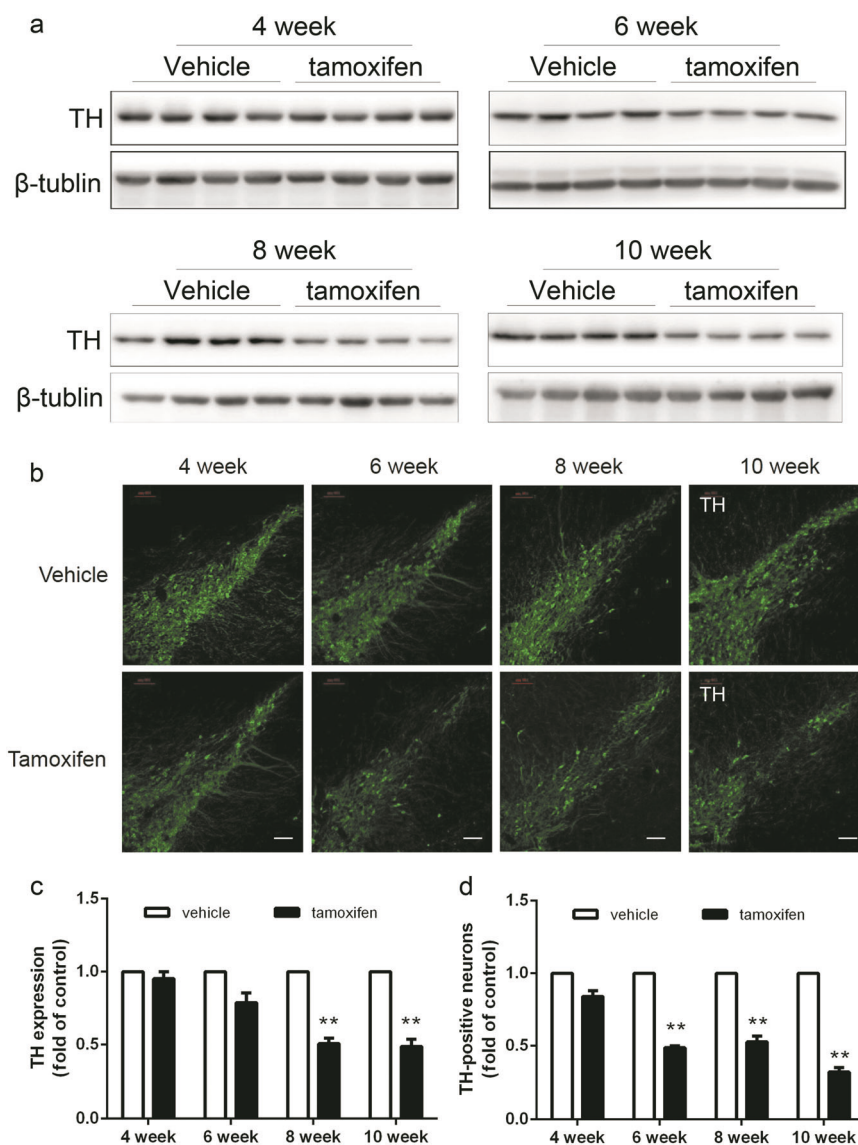 a
4 week
6 week
Vehicle tamoxifen
Vehicle tamoxifen
TH
β-tublin
8 week
10 week
Vehicle tamoxifen
Vehicle tamoxifen
TH
β-tublin
b
4 week 6 week 8 week 10 week
Vehicle
TH
Tamoxifen
TH
c
TH expression
(fold of control)
1.5
1.0
0.5
0.0
vehicle tamoxifen
** **
4 week 6 week 8 week 10 week
d
TH-positive neurons
(fold of control)
1.5
1.0
0.5
0.0
vehicle tamoxifen
** ** **
4 week 6 week 8 week 10 week